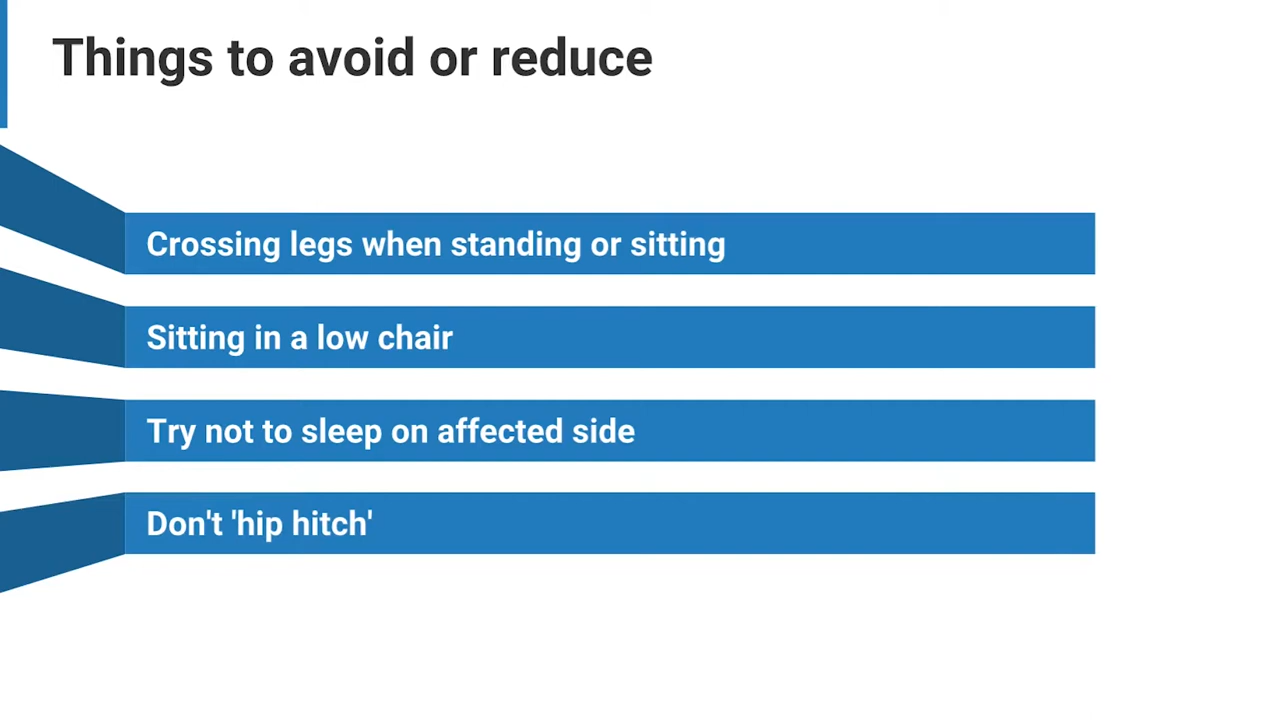 Things to avoid or reduce
Crossing legs when standing or sitting
Sitting in a low chair
Try not to sleep on affected side
Don't 'hip hitch'